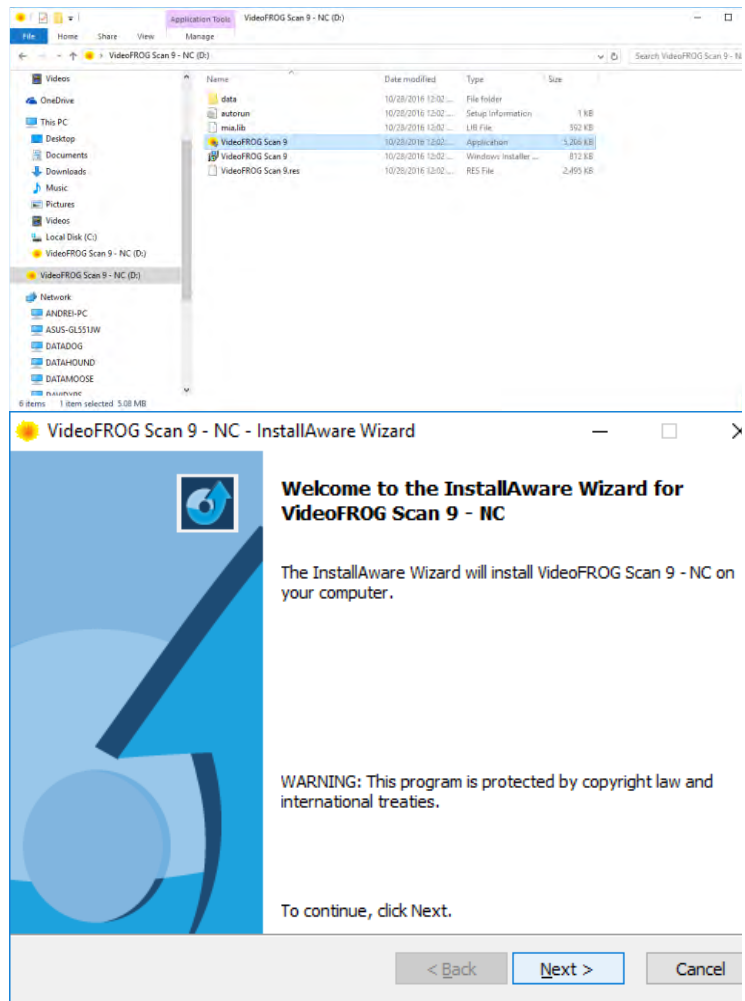 Application Tools VideoFROG Scan 9 - NC (D:)
File Home Share View Manage
VideoFROG Scan 9 - NC (D:) Search VideoFROG Scan 9 - N
Videos
OneDrive
This PC
Desktop
Documents
Downloads
Music
Pictures
Videos
Local Disk (C:)
VideoFROG Scan 9 - NC (D:)
VideoFROG Scan 9 - NC (D:)
Network
ANDREI-PC
ASUS-GL551JW
DATADOG
DATAHOUND
DATAMOOSE
Name Date modified Type Size
data 10/28/2016 12:02 ... File folder
autorun 10/28/2016 12:02 ... Setup Information 1 KB
mia.lib 10/28/2016 12:02 ... LIB File 592 KB
VideoFROG Scan 9 10/28/2016 12:02 ... Application 5,206 KB
VideoFROG Scan 9 10/28/2016 12:02 ... Windows Installer ... 812 KB
VideoFROG Scan 9.res 10/28/2016 12:02 ... RES File 2,495 KB
6 items 1 item selected 5.08 MB
VideoFROG Scan 9 - NC - InstallAware Wizard
Welcome to the InstallAware Wizard for
VideoFROG Scan 9 - NC
The InstallAware Wizard will install VideoFROG Scan 9 - NC on
your computer.
WARNING: This program is protected by copyright law and
international treaties.
To continue, click Next.
< Back Next > Cancel